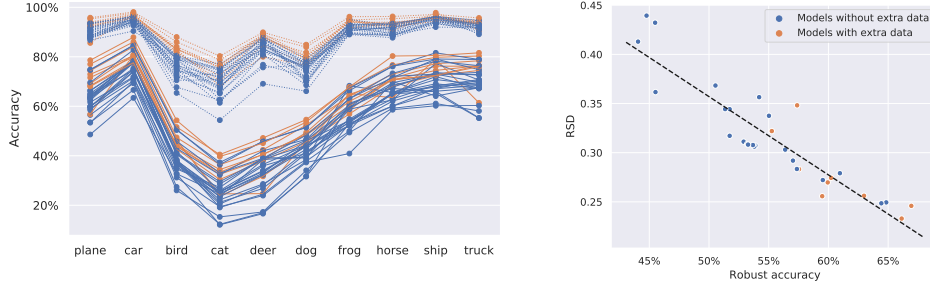 100%
80%
60%
40%
20%
Accuracy
plane car bird cat deer dog frog horse ship truck
0.45
0.40
0.35
0.30
0.25
RSD
Models without extra data
Models with extra data
45% 50% 55% 60% 65%
Robust accuracy